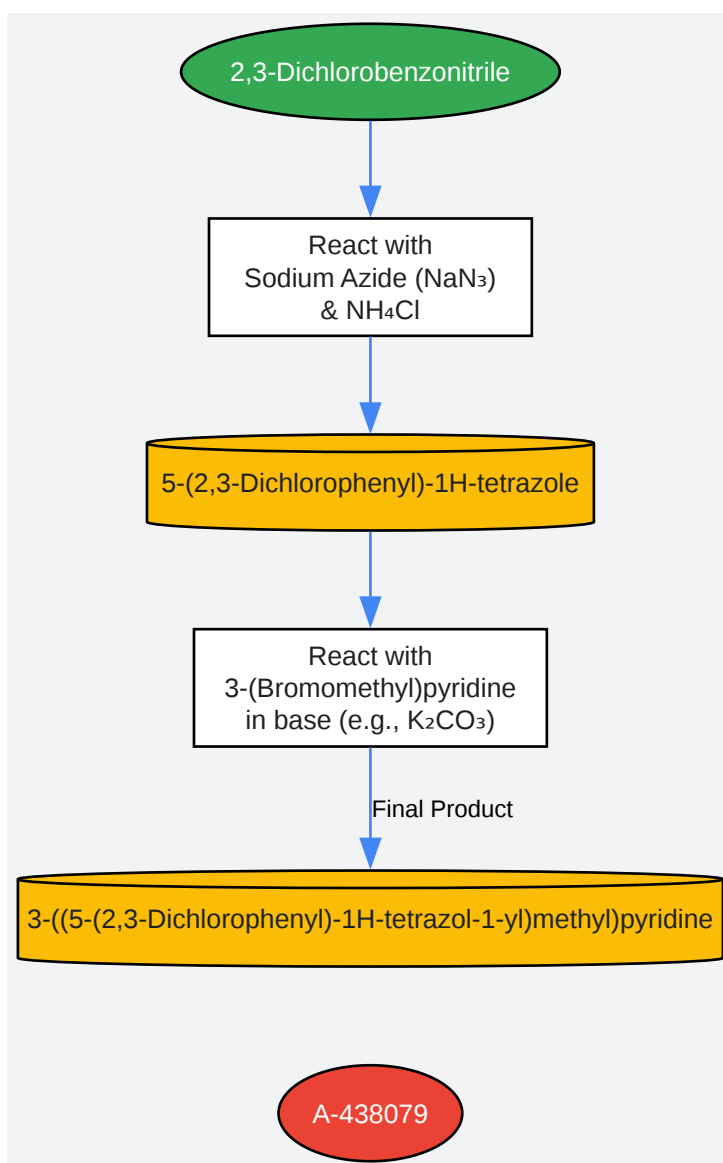 2,3-Dichlorobenzonitrile
React with
Sodium Azide (NaN₃)
& NH₄Cl
5-(2,3-Dichlorophenyl)-1H-tetrazole
React with
3-(Bromomethyl)pyridine
in base (e.g., K₂CO₃)
Final Product
3-((5-(2,3-Dichlorophenyl)-1H-tetrazol-1-yl)methyl)pyridine
A-438079